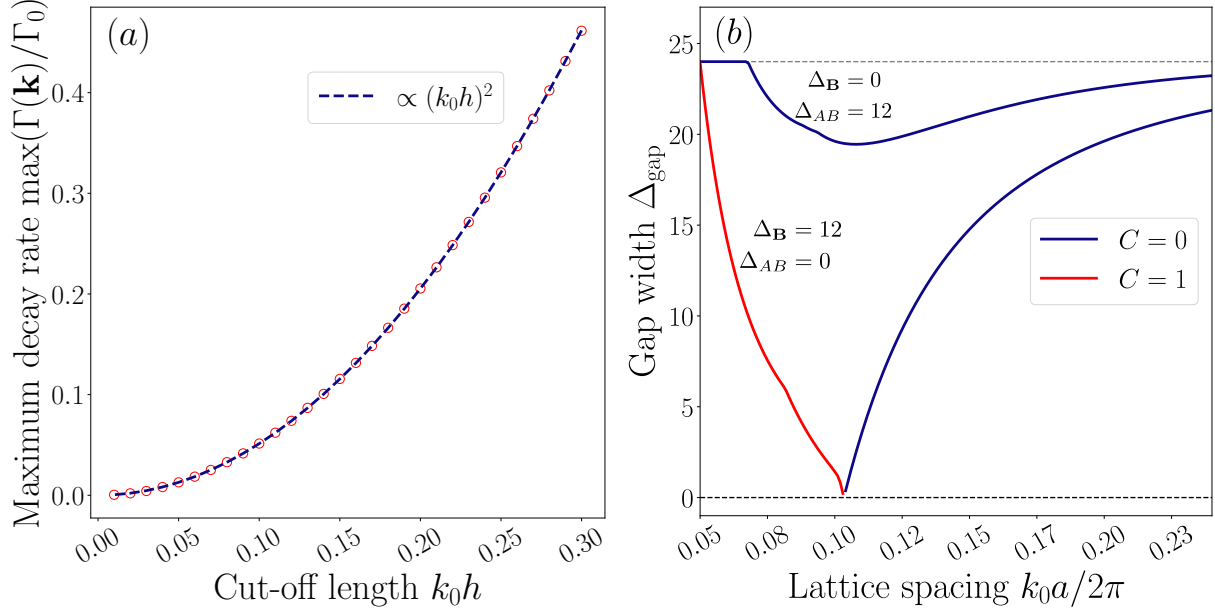 (a)
Maximum decay rate max(Γ(𝐤)/Γ₀)
0.4
0.3
0.2
0.1
0.0
∝ (k₀h)²
0.00
0.05
0.10
0.15
0.20
0.25
0.30
Cut-off length k₀h
(b)
Gap width Δ_gap
25
20
15
10
5
0
Δ_𝐁 = 0
Δ_AB = 12
Δ_𝐁 = 12
Δ_AB = 0
C = 0
C = 1
0.05
0.08
0.10
0.12
0.15
0.17
0.20
0.23
Lattice spacing k₀a/2π